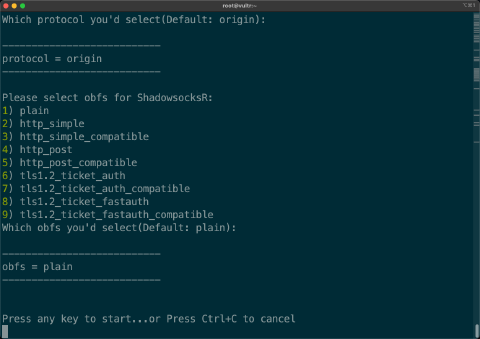 root@vultr:~
⌥⌘1
Which protocol you'd select(Default: origin):
---------------------------
protocol = origin
---------------------------
Please select obfs for ShadowsocksR:
1) plain
2) http_simple
3) http_simple_compatible
4) http_post
5) http_post_compatible
6) tls1.2_ticket_auth
7) tls1.2_ticket_auth_compatible
8) tls1.2_ticket_fastauth
9) tls1.2_ticket_fastauth_compatible
Which obfs you'd select(Default: plain):
---------------------------
obfs = plain
---------------------------
Press any key to start...or Press Ctrl+C to cancel